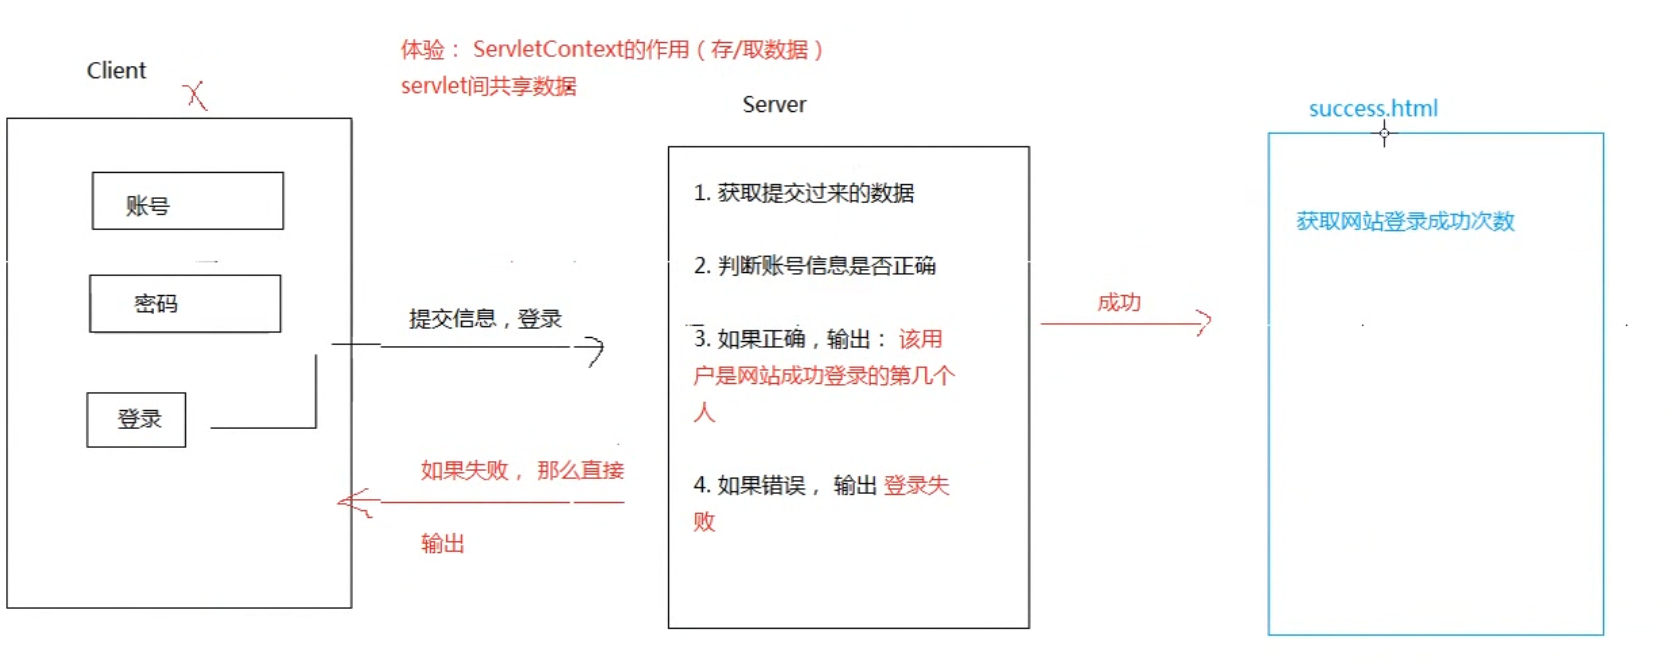 体验： ServletContext的作用（存/取数据）
servlet间共享数据
Client
账号
密码
登录
提交信息，登录
如果失败， 那么直接
输出
Server
1. 获取提交过来的数据
2. 判断账号信息是否正确
3. 如果正确，输出： 该用
户是网站成功登录的第几个
人
4. 如果错误， 输出 登录失
败
成功
success.html
获取网站登录成功次数